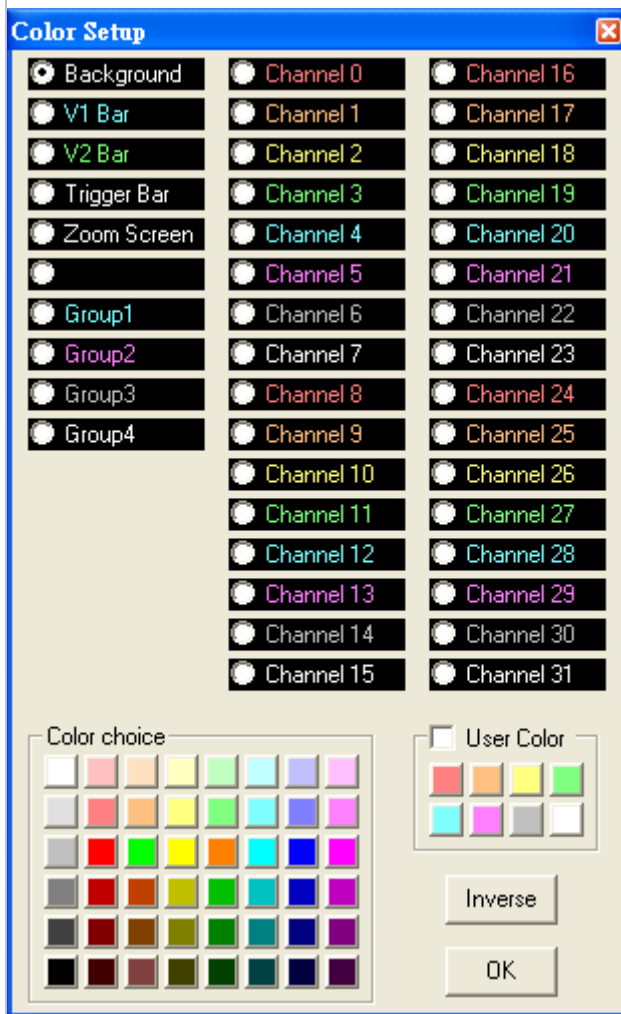 Color Setup
Background Channel 0 Channel 16
V1 Bar Channel 1 Channel 17
V2 Bar Channel 2 Channel 18
Trigger Bar Channel 3 Channel 19
Zoom Screen Channel 4 Channel 20
Channel 5 Channel 21
Group1 Channel 6 Channel 22
Group2 Channel 7 Channel 23
Group3 Channel 8 Channel 24
Group4 Channel 9 Channel 25
Channel 10 Channel 26
Channel 11 Channel 27
Channel 12 Channel 28
Channel 13 Channel 29
Channel 14 Channel 30
Channel 15 Channel 31
Color choice User Color
Inverse
OK